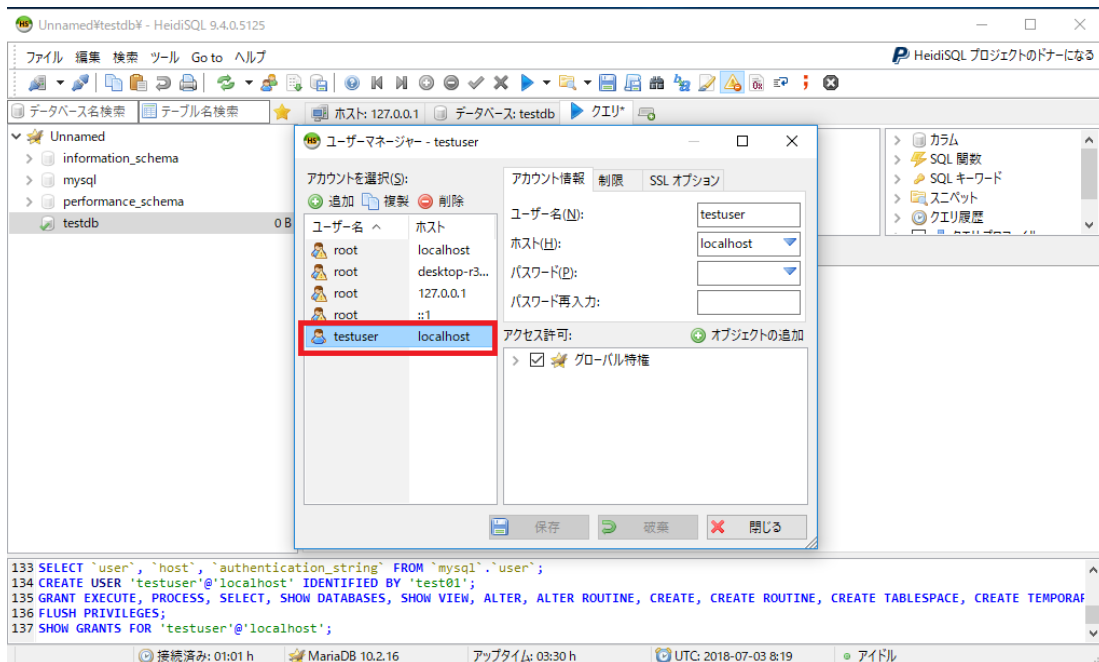 Unnamed¥testdb¥ - HeidiSQL 9.4.0.5125
ファイル 編集 検索 ツール Go to ヘルプ
HeidiSQL プロジェクトのドナーになる
データベース名検索 テーブル名検索
ホスト: 127.0.0.1 データベース: testdb クエリ*
Unnamed
information_schema
mysql
performance_schema
testdb 0 B
ユーザーマネージャー - testuser
アカウントを選択(S):
追加 複製 削除
ユーザー名 ホスト
root localhost
root desktop-r3...
root 127.0.0.1
root ::1
testuser localhost
アカウント情報 制限 SSL オプション
ユーザー名(N): testuser
ホスト(H): localhost
パスワード(P):
パスワード再入力:
アクセス許可: オブジェクトの追加
グローバル特権
保存 破棄 閉じる
カラム
SQL 関数
SQL キーワード
スニペット
クエリ履歴
133 SELECT `user`, `host`, `authentication_string` FROM `mysql`.`user`;
134 CREATE USER 'testuser'@'localhost' IDENTIFIED BY 'test01';
135 GRANT EXECUTE, PROCESS, SELECT, SHOW DATABASES, SHOW VIEW, ALTER, ALTER ROUTINE, CREATE, CREATE ROUTINE, CREATE TABLESPACE, CREATE TEMPORAR
136 FLUSH PRIVILEGES;
137 SHOW GRANTS FOR 'testuser'@'localhost';
接続済み: 01:01 h MariaDB 10.2.16 アップタイム: 03:30 h UTC: 2018-07-03 8:19 アイドル